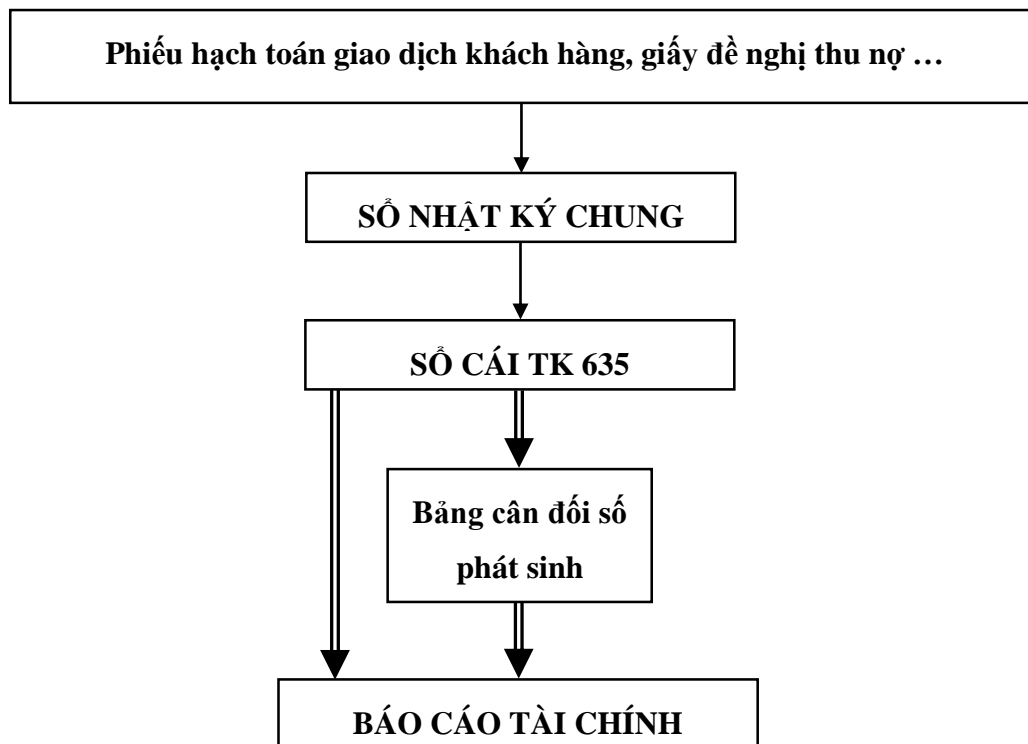 Phiếu hạch toán giao dịch khách hàng, giấy đề nghị thu nợ …
SỔ NHẬT KÝ CHUNG
SỔ CÁI TK 635
Bảng cân đối số
phát sinh
BÁO CÁO TÀI CHÍNH